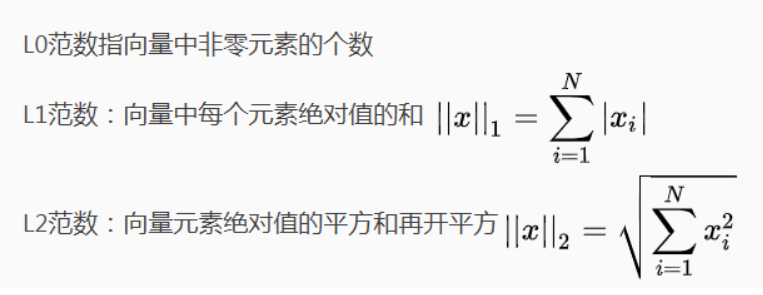 L0范数指向量中非零元素的个数
L1范数：向量中每个元素绝对值的和 $||x||_1 = \sum_{i=1}^{N} |x_i|$
L2范数：向量元素绝对值的平方和再开平方 $||x||_2 = \sqrt{\sum_{i=1}^{N} x_i^2}$